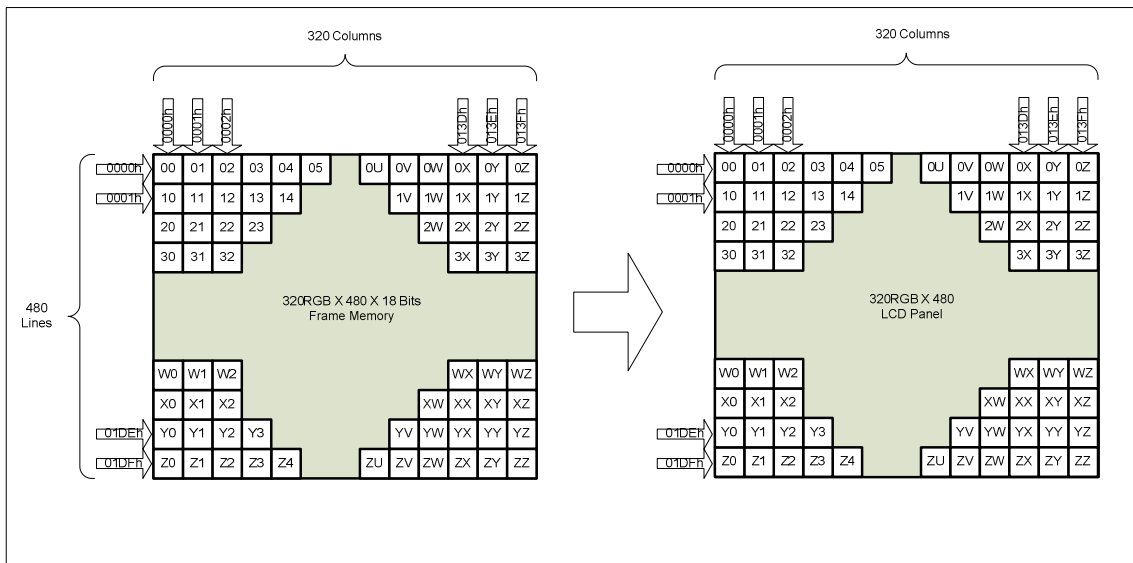 320 Columns
320 Columns
0000h 0001h 0002h 013Dh 013Eh 013Fh
0000h 0001h 0002h 013Dh 013Eh 013Fh
0000h 00 01 02 03 04 05 0U 0V 0W 0X 0Y 0Z
0001h 10 11 12 13 14 1V 1W 1X 1Y 1Z
20 21 22 23 2W 2X 2Y 2Z
30 31 32 3X 3Y 3Z
480
Lines
320RGB X 480 X 18 Bits
Frame Memory
W0 W1 W2 WX WY WZ
X0 X1 X2 XW XX XY XZ
01DEh Y0 Y1 Y2 Y3 YV YW YX YY YZ
01DFh Z0 Z1 Z2 Z3 Z4 ZU ZV ZW ZX ZY ZZ
0000h 00 01 02 03 04 05 0U 0V 0W 0X 0Y 0Z
0001h 10 11 12 13 14 1V 1W 1X 1Y 1Z
20 21 22 23 2W 2X 2Y 2Z
30 31 32 3X 3Y 3Z
320RGB X 480
LCD Panel
W0 W1 W2 WX WY WZ
X0 X1 X2 XW XX XY XZ
01DEh Y0 Y1 Y2 Y3 YV YW YX YY YZ
01DFh Z0 Z1 Z2 Z3 Z4 ZU ZV ZW ZX ZY ZZ